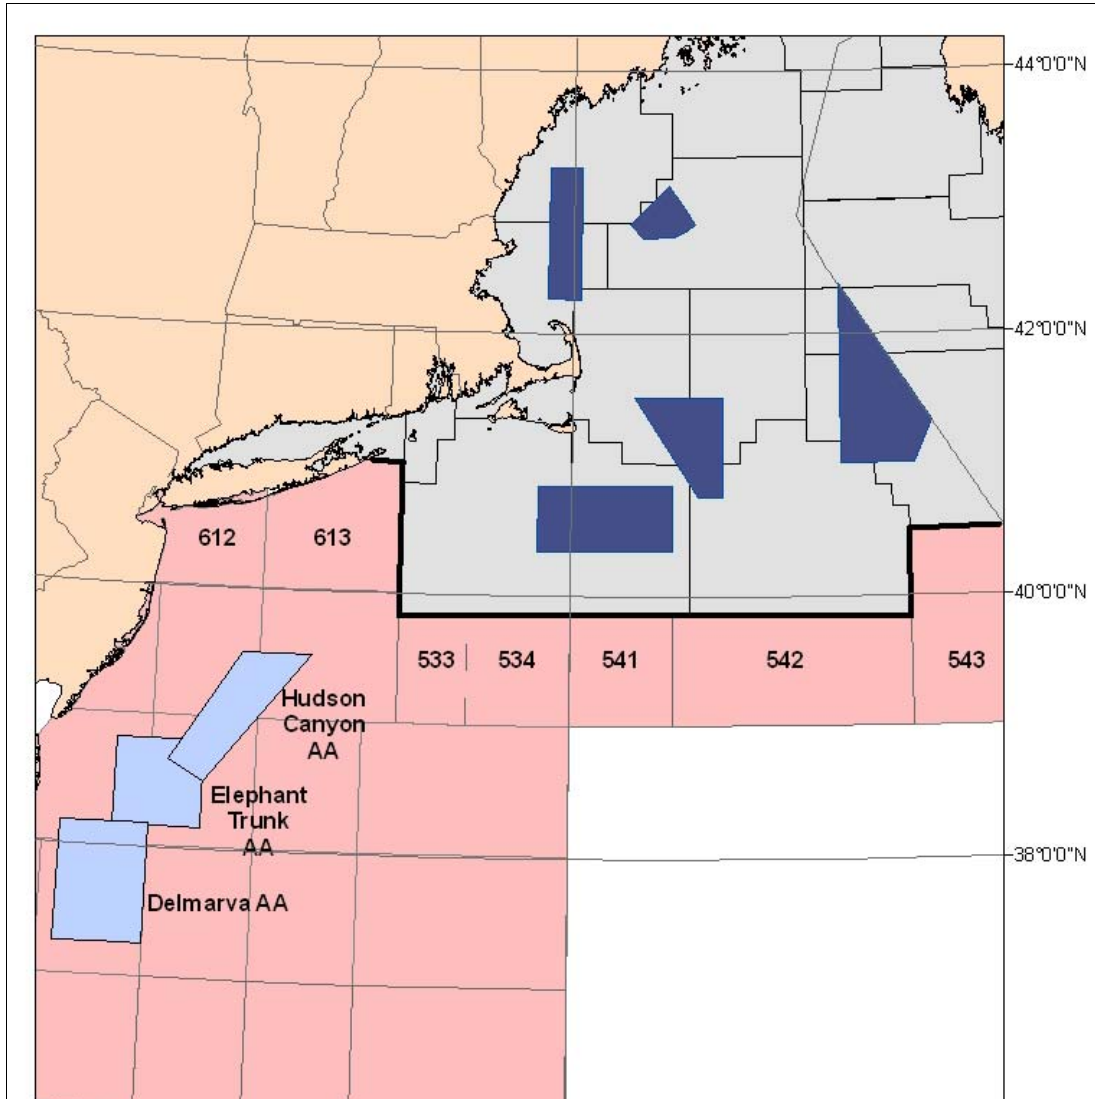 44°0'0"N
42°0'0"N
612
613
40°0'0"N
533
534
541
542
543
Hudson
Canyon
AA
Elephant
Trunk
AA
38°0'0"N
Delmarva AA